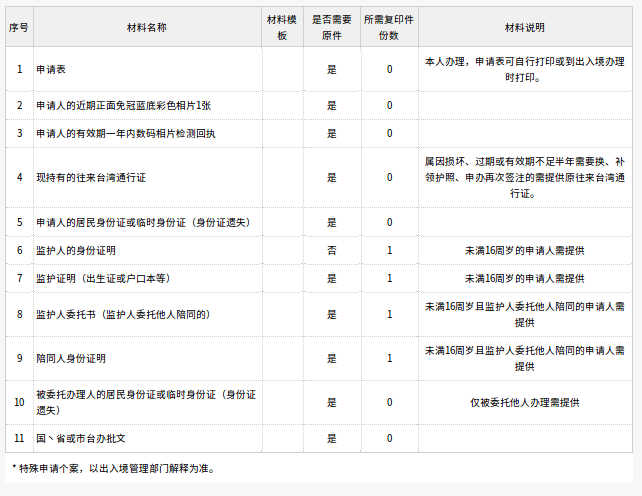 序号 材料名称 材料模板 是否需要原件 所需复印件份数 材料说明
1 申请表 是 0 本人办理，申请表可自行打印或到出入境办理
时打印。
2 申请人的近期正面免冠蓝底彩色相片1张 是 0
3 申请人的有效期一年内数码相片检测回执 是 0
4 现持有的往来台湾通行证 是 0 属因损坏、过期或有效期不足半年需要换、补
领护照、申办再次签注的需提供原往来台湾通
行证。
5 申请人的居民身份证或临时身份证（身份证遗失） 是 0
6 监护人的身份证明 否 1 未满16周岁的申请人需提供
7 监护证明（出生证或户口本等） 是 1 未满16周岁的申请人需提供
8 监护人委托书（监护人委托他人陪同的） 是 1 未满16周岁且监护人委托他人陪同的申请人需
提供
9 陪同人身份证明 是 1 未满16周岁且监护人委托他人陪同的申请人需
提供
10 被委托办理人的居民身份证或临时身份证（身份证
遗失） 是 0 仅被委托他人办理需提供
11 国丶省或市台办批文 是 0
* 特殊申请个案，以出入境管理部门解释为准。